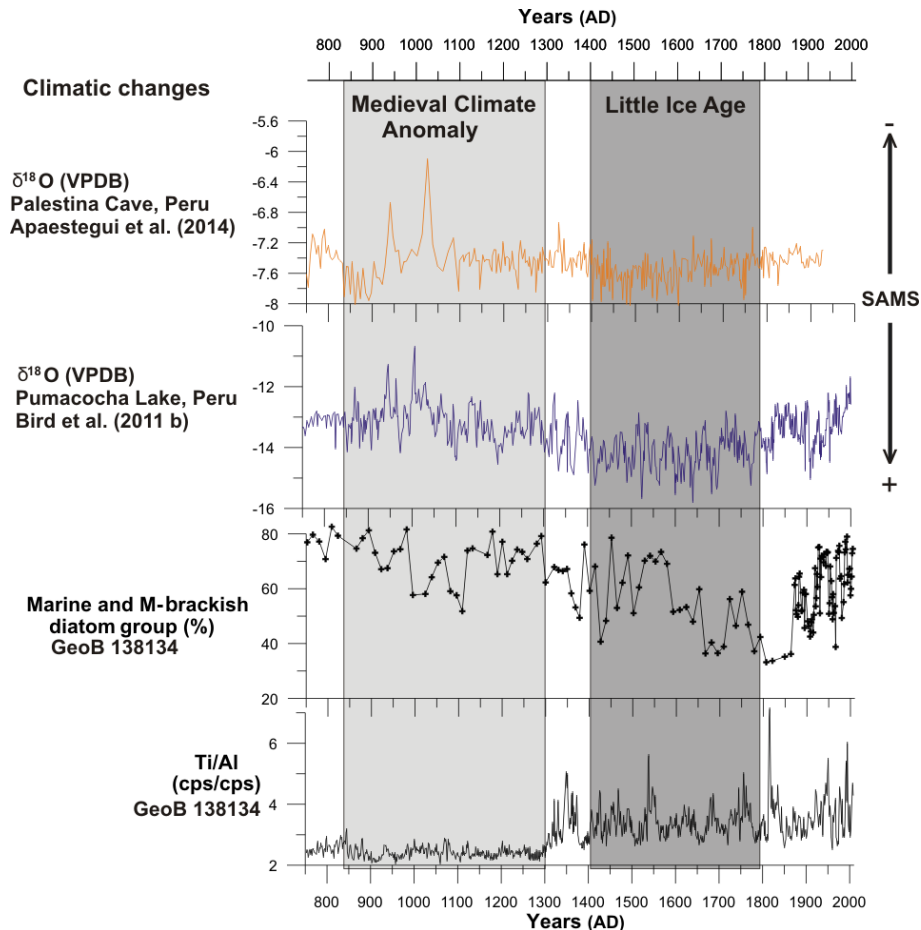 Years (AD)
800 900 1000 1100 1200 1300 1400 1500 1600 1700 1800 1900 2000
Climatic changes
Medieval Climate
Anomaly
Little Ice Age
-5.6
-6
-6.4
-6.8
-7.2
-7.6
-8
δ18O (VPDB)
Palestina Cave, Peru
Apaestegui et al. (2014)
-
SAMS
+
-10
-12
-14
-16
δ18O (VPDB)
Pumacocha Lake, Peru
Bird et al. (2011 b)
80
60
40
20
Marine and M-brackish
diatom group (%)
GeoB 138134
6
4
2
Ti/Al
(cps/cps)
GeoB 138134
800 900 1000 1100 1200 1300 1400 1500 1600 1700 1800 1900 2000
Years (AD)